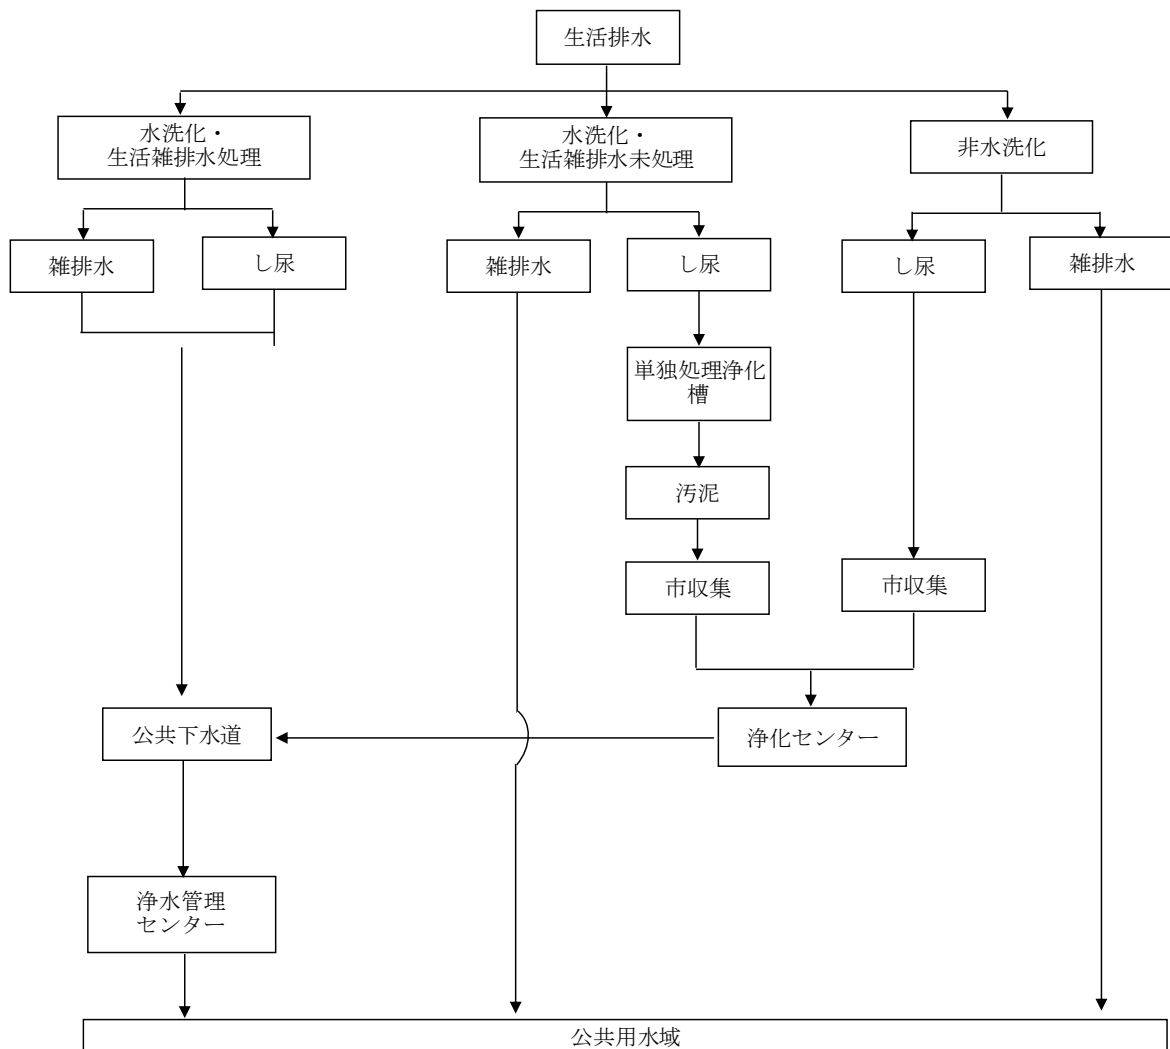 生活排水
水洗化・
生活雑排水処理
水洗化・
生活雑排水未処理
非水洗化
雑排水
し尿
雑排水
し尿
し尿
雑排水
単独処理浄化
槽
汚泥
市収集
市収集
公共下水道
浄化センター
浄水管理
センター
公共用水域